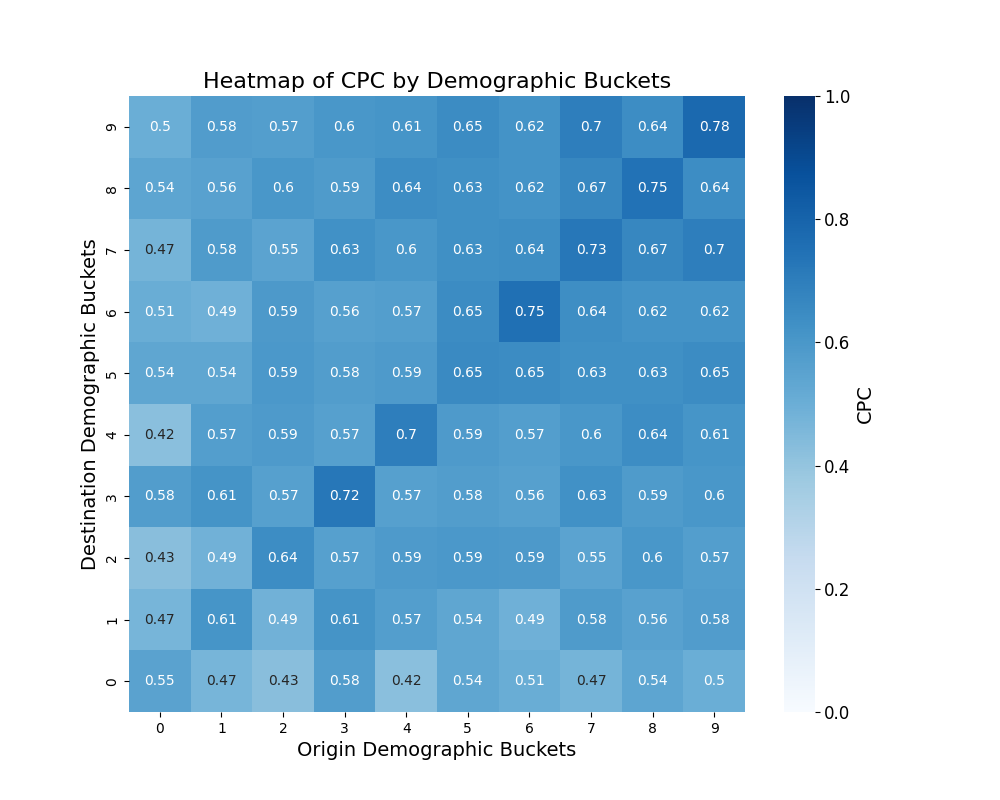 Heatmap of CPC by Demographic Buckets
9 0.5 0.58 0.57 0.6 0.61 0.65 0.62 0.7 0.64 0.78
8 0.54 0.56 0.6 0.59 0.64 0.63 0.62 0.67 0.75 0.64
7 0.47 0.58 0.55 0.63 0.6 0.63 0.64 0.73 0.67 0.7
6 0.51 0.49 0.59 0.56 0.57 0.65 0.75 0.64 0.62 0.62
5 0.54 0.54 0.59 0.58 0.59 0.65 0.65 0.63 0.63 0.65
4 0.42 0.57 0.59 0.57 0.7 0.59 0.57 0.6 0.64 0.61
3 0.58 0.61 0.57 0.72 0.57 0.58 0.56 0.63 0.59 0.6
2 0.43 0.49 0.64 0.57 0.59 0.59 0.59 0.55 0.6 0.57
1 0.47 0.61 0.49 0.61 0.57 0.54 0.49 0.58 0.56 0.58
0 0.55 0.47 0.43 0.58 0.42 0.54 0.51 0.47 0.54 0.5
0 1 2 3 4 5 6 7 8 9
Origin Demographic Buckets
Destination Demographic Buckets
1.0
0.8
0.6
0.4
0.2
0.0
CPC